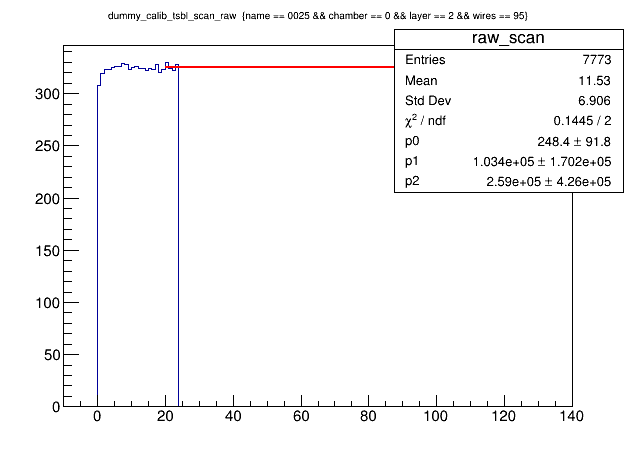 dummy_calib_tsbl_scan_raw {name == 0025 && chamber == 0 && layer == 2 && wires == 95}
raw_scan
Entries 7773
Mean 11.53
Std Dev 6.906
χ² / ndf 0.1445 / 2
p0 248.4 ± 91.8
p1 1.034e+05 ± 1.702e+05
p2 2.59e+05 ± 4.26e+05
300
250
200
150
100
50
0
0 20 40 60 80 100 120 140